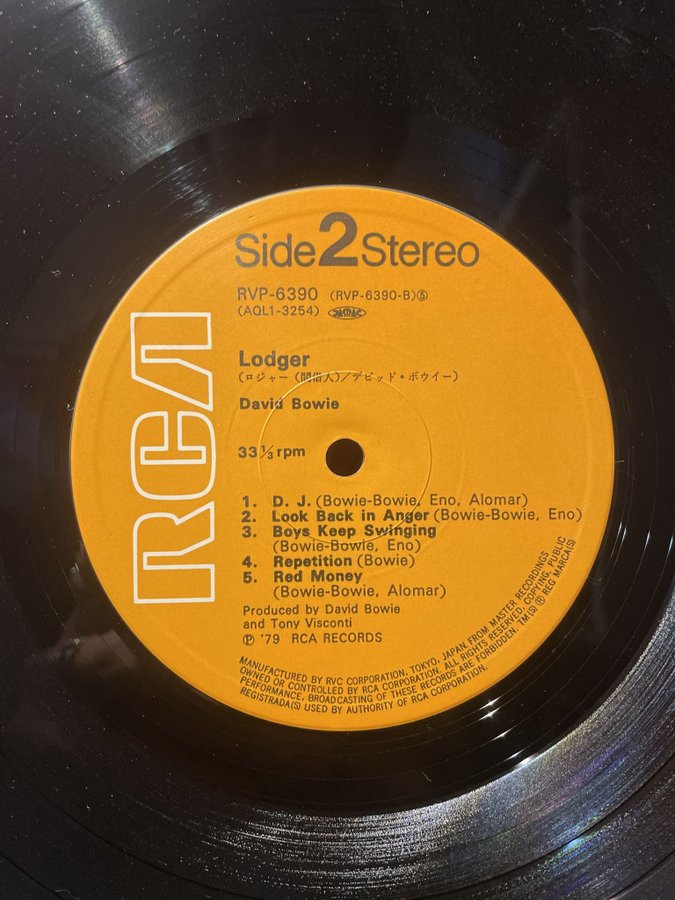 Side 2 Stereo
RVP-6390 (RVP-6390-B)⑤
(AQL1-3254) JASRAC
Lodger
(ロジャー (間借人)/デビッド・ボウイー)
David Bowie
33 1/3 rpm
1. D. J. (Bowie-Bowie, Eno, Alomar)
2. Look Back in Anger (Bowie-Bowie, Eno)
3. Boys Keep Swinging
(Bowie-Bowie, Eno)
4. Repetition (Bowie)
5. Red Money
(Bowie-Bowie, Alomar)
Produced by David Bowie
and Tony Visconti
Ⓟ '79 RCA RECORDS
MANUFACTURED BY RVC CORPORATION, TOKYO, JAPAN, FROM MASTER RECORDINGS
OWNED OR CONTROLLED BY RCA CORPORATION. ALL RIGHTS RESERVED. COPYING, PUBLIC
PERFORMANCE, BROADCASTING OF THESE RECORDS ARE FORBIDDEN. TM(S) ® REG MARCA(S)
REGISTRADA(S) USED BY AUTHORITY OF RCA CORPORATION.
RCA